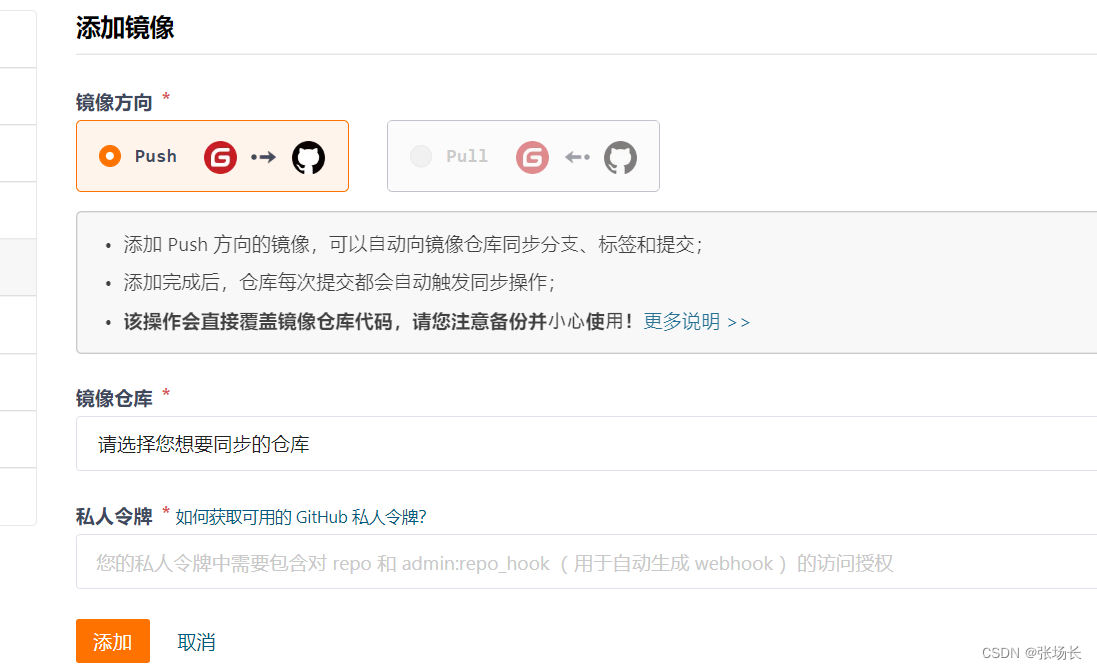 添加镜像
镜像方向 *
Push
Pull
• 添加 Push 方向的镜像，可以自动向镜像仓库同步分支、标签和提交；
• 添加完成后，仓库每次提交都会自动触发同步操作；
• 该操作会直接覆盖镜像仓库代码，请您注意备份并小心使用！更多说明 >>
镜像仓库 *
请选择您想要同步的仓库
私人令牌 * 如何获取可用的 GitHub 私人令牌?
您的私人令牌中需要包含对 repo 和 admin:repo_hook（ 用于自动生成 webhook ）的访问授权
添加 取消
CSDN @张场长